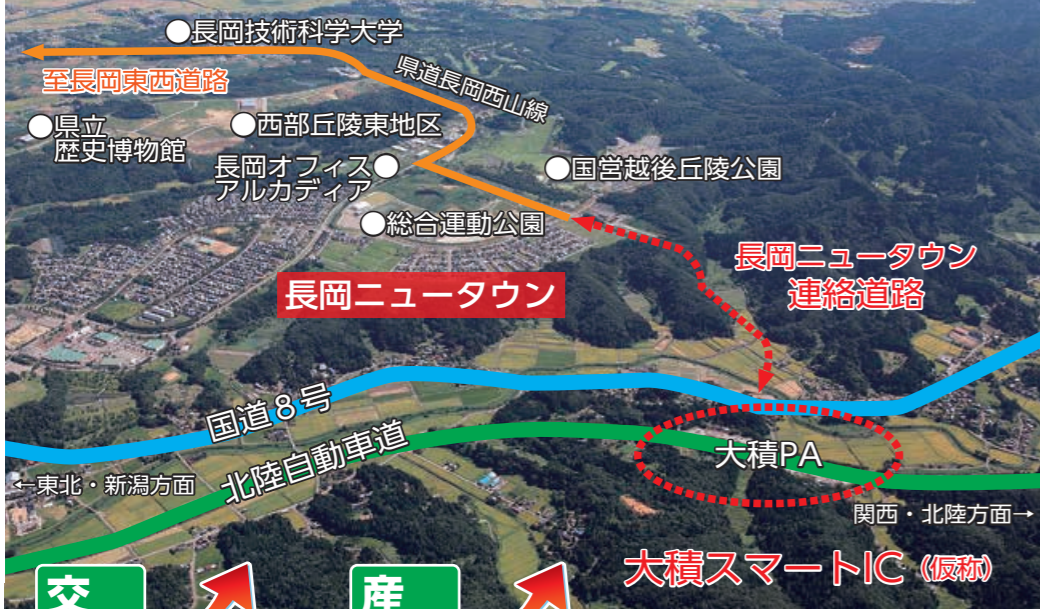 長岡技術科学大学
至長岡東西道路
県道長岡西山線
県立
歴史博物館
西部丘陵東地区
長岡オフィス
アルカディア
国営越後丘陵公園
総合運動公園
長岡ニュータウン
長岡ニュータウン
連絡道路
国道8号
北陸自動車道
大積PA
←東北・新潟方面
関西・北陸方面→
大積スマートIC(仮称)
交
産